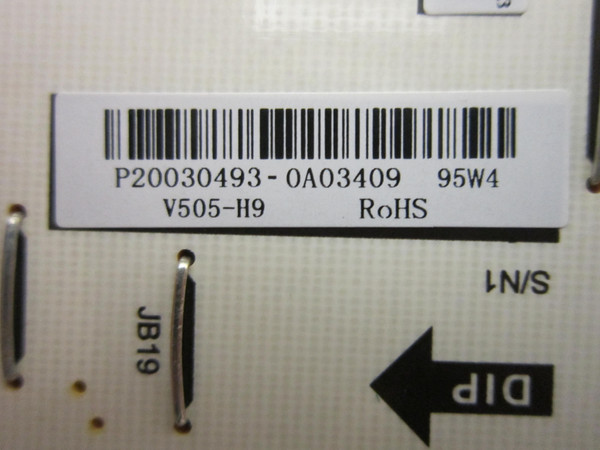 P20030493-0A03409 95W4
V505-H9 RoHS
S/N1
JB19
DIP